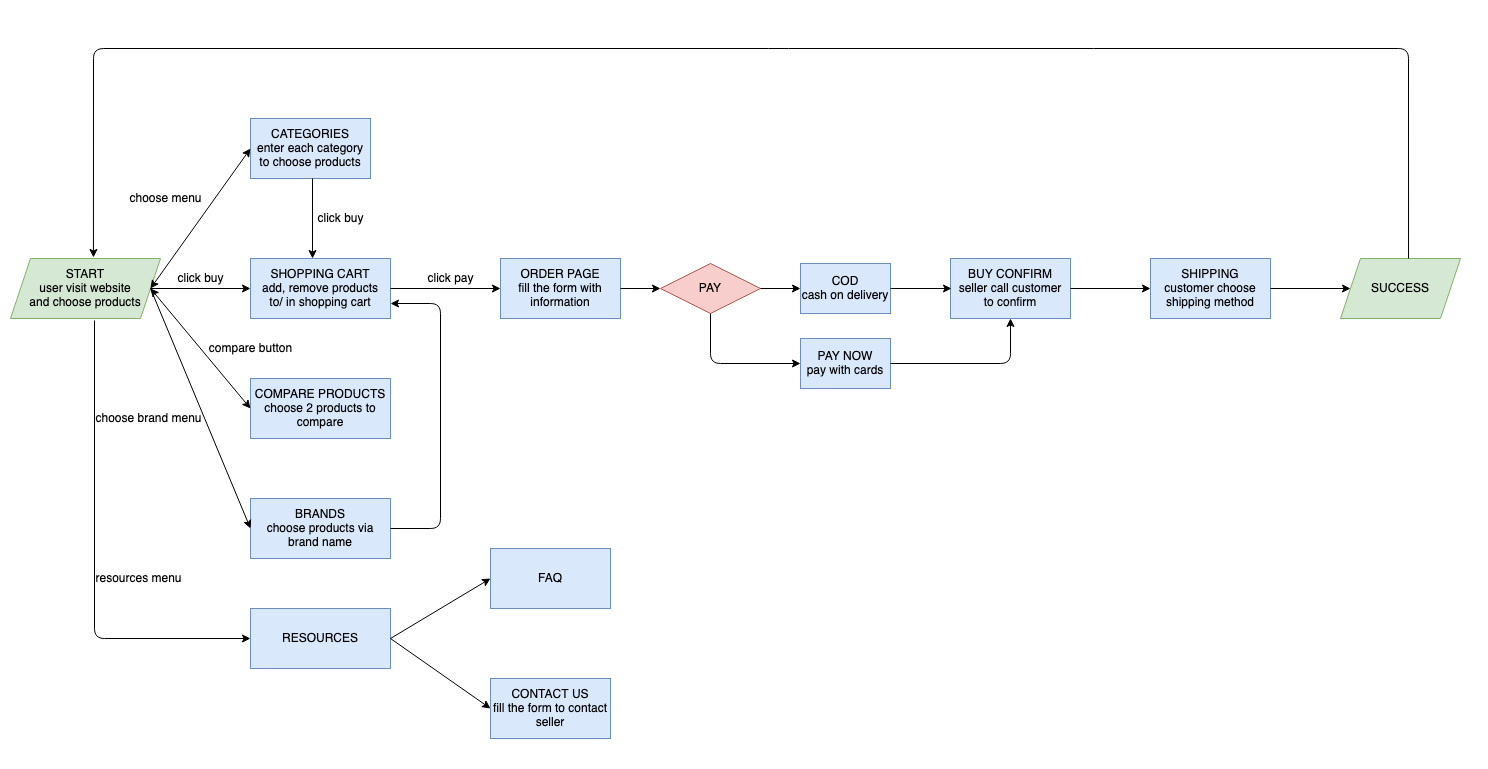 CATEGORIES
enter each category
to choose products
choose menu
click buy
START
user visit website
and choose products
click buy
SHOPPING CART
add, remove products
to/ in shopping cart
click pay
ORDER PAGE
fill the form with
information
PAY
COD
cash on delivery
BUY CONFIRM
seller call customer
to confirm
SHIPPING
customer choose
shipping method
SUCCESS
PAY NOW
pay with cards
compare button
COMPARE PRODUCTS
choose 2 products to
compare
choose brand menu
BRANDS
choose products via
brand name
resources menu
FAQ
RESOURCES
CONTACT US
fill the form to contact
seller